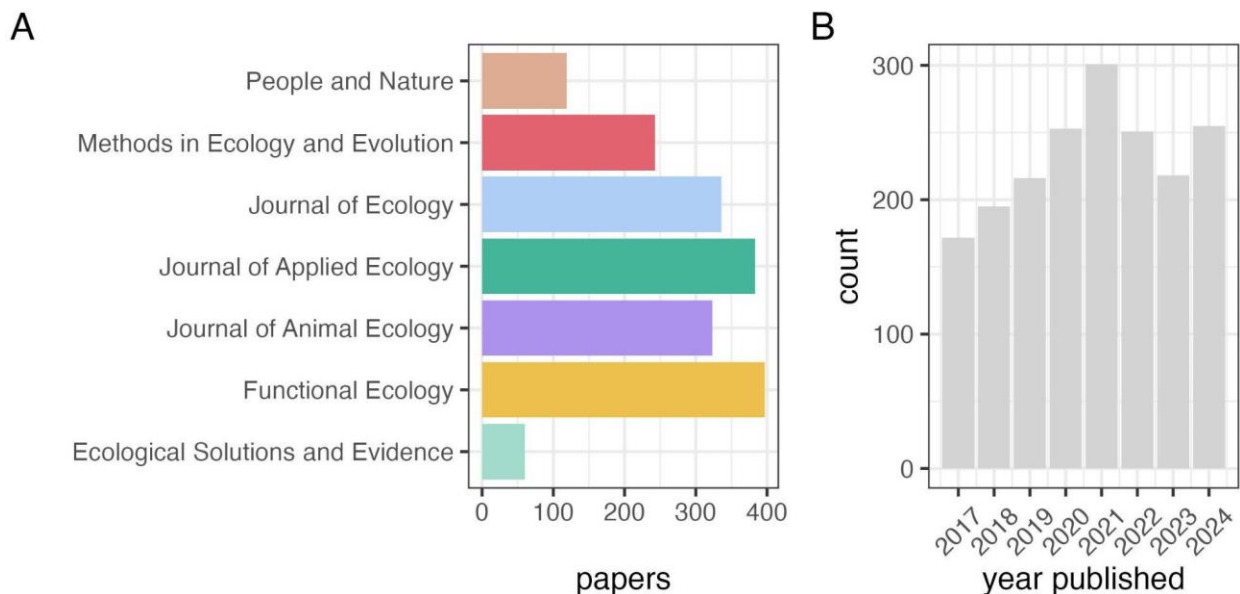 A
People and Nature
Methods in Ecology and Evolution
Journal of Ecology
Journal of Applied Ecology
Journal of Animal Ecology
Functional Ecology
Ecological Solutions and Evidence
0 100 200 300 400
papers
B
300
200
100
0
count
2017 2018 2019 2020 2021 2022 2023 2024
year published